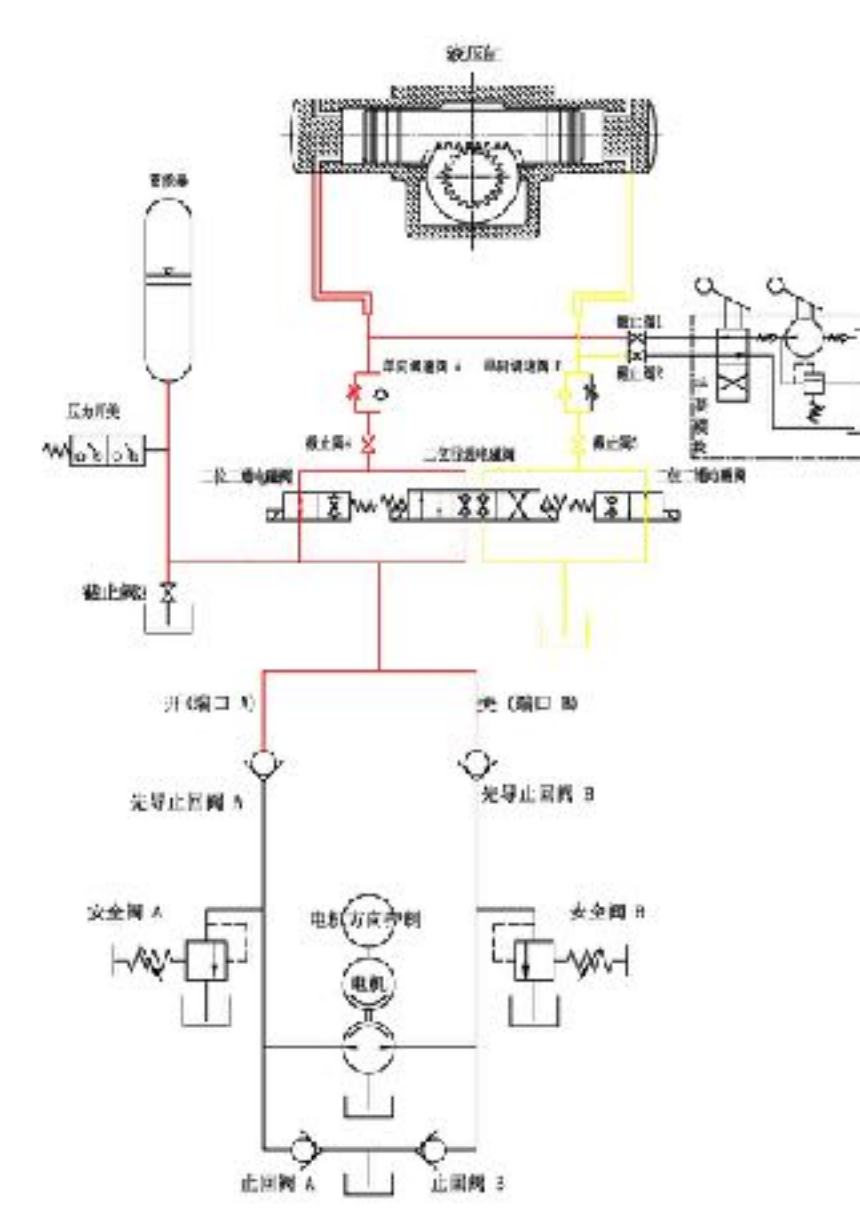 液压缸
蓄能器
压力开关
截止阀1
截止阀2
单向调速阀 A
单向调速阀
截止阀4
截止阀5
二位二通电磁阀
三位四通电磁阀
二位二通电磁阀
截止阀3
开(端口 A)
关 (端口 B)
先导止回阀 A
先导止回阀 B
安全阀 A
电机方向控制
安全阀 B
电机
止回阀 A
止回阀 B